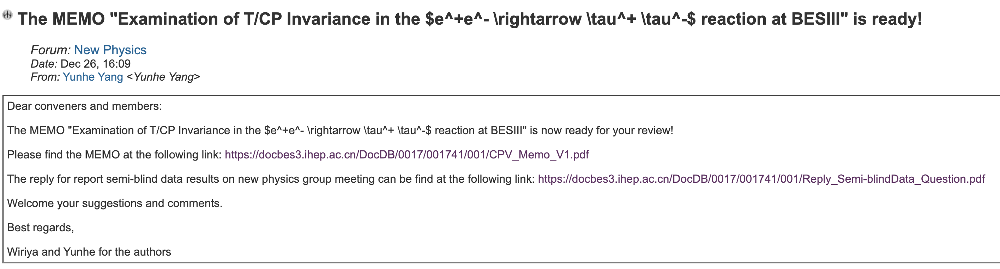 The MEMO "Examination of T/CP Invariance in the $e^+e^- \rightarrow \tau^+ \tau^-$ reaction at BESIII" is ready!
Forum: New Physics
Date: Dec 26, 16:09
From: Yunhe Yang <Yunhe Yang>
Dear conveners and members:
The MEMO "Examination of T/CP Invariance in the $e^+e^- \rightarrow \tau^+ \tau^-$ reaction at BESIII" is now ready for your review!
Please find the MEMO at the following link: https://docbes3.ihep.ac.cn/DocDB/0017/001741/001/CPV_Memo_V1.pdf
The reply for report semi-blind data results on new physics group meeting can be find at the following link: https://docbes3.ihep.ac.cn/DocDB/0017/001741/001/Reply_Semi-blindData_Question.pdf
Welcome your suggestions and comments.
Best regards,
Wiriya and Yunhe for the authors